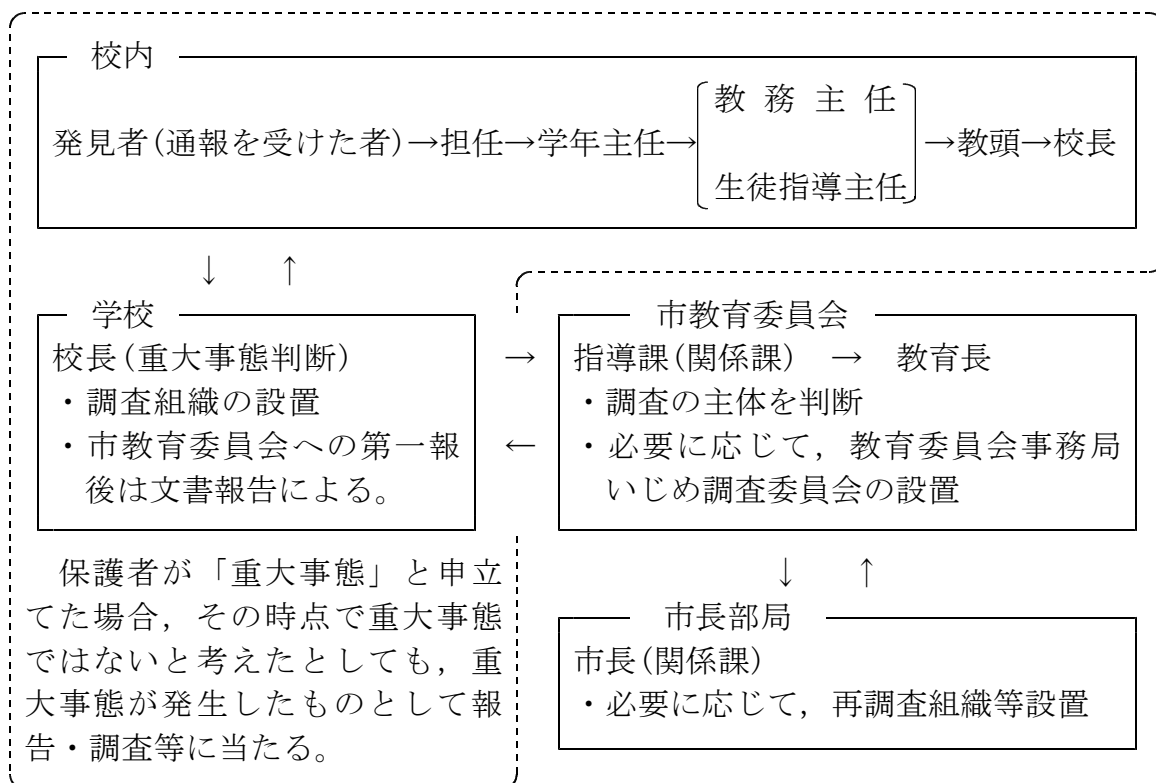 校内
教務主任
発見者(通報を受けた者)→担任→学年主任→ →教頭→校長
生徒指導主任
↓ ↑
学校
校長(重大事態判断)
・調査組織の設置
・市教育委員会への第一報
後は文書報告による。
→
←
市教育委員会
指導課(関係課) → 教育長
・調査の主体を判断
・必要に応じて，教育委員会事務局
いじめ調査委員会の設置
保護者が「重大事態」と申立
てた場合，その時点で重大事態
ではないと考えたとしても，重
大事態が発生したものとして報
告・調査等に当たる。
↓ ↑
市長部局
市長(関係課)
・必要に応じて，再調査組織等設置